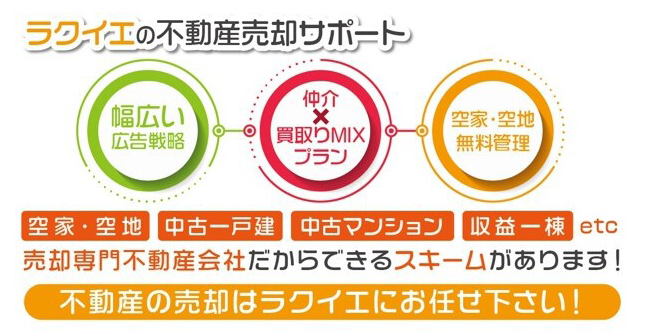 ラクイエの不動産売却サポート
幅広い
広告戦略
仲介
×
買取りMIX
プラン
空家・空地
無料管理
空家・空地 中古一戸建 中古マンション 収益一棟 etc
売却専門不動産会社だからできるスキームがあります!
不動産の売却はラクイエにお任せ下さい!